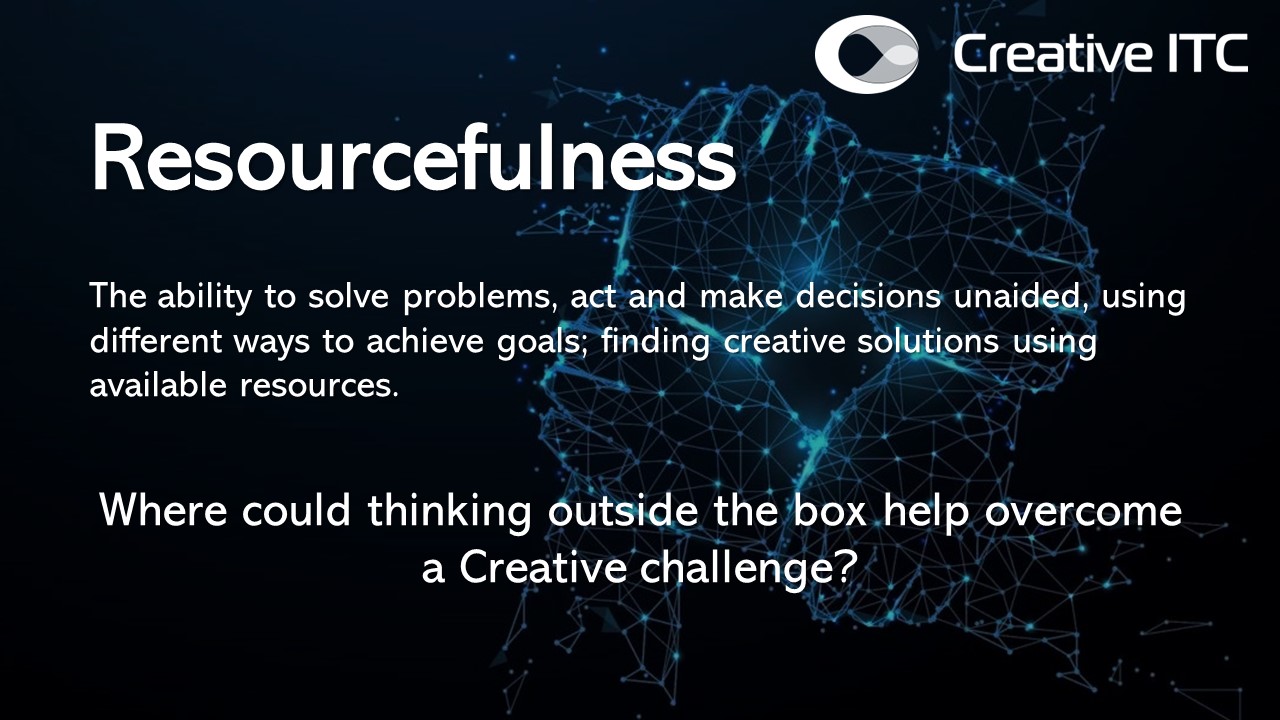 Creative ITC
Resourcefulness
The ability to solve problems, act and make decisions unaided, using
different ways to achieve goals; finding creative solutions using
available resources.
Where could thinking outside the box help overcome
a Creative challenge?